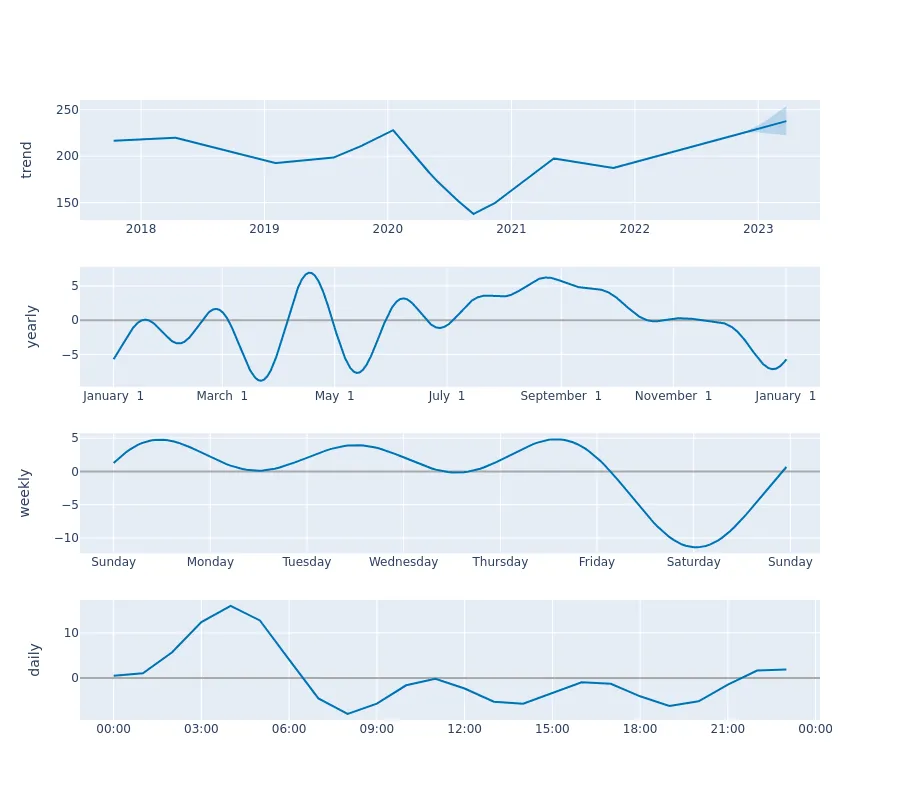 250
200
150
trend
2018 2019 2020 2021 2022 2023
5
0
−5
yearly
January 1 March 1 May 1 July 1 September 1 November 1 January 1
5
0
−5
−10
weekly
Sunday Monday Tuesday Wednesday Thursday Friday Saturday Sunday
10
0
daily
00:00 03:00 06:00 09:00 12:00 15:00 18:00 21:00 00:00